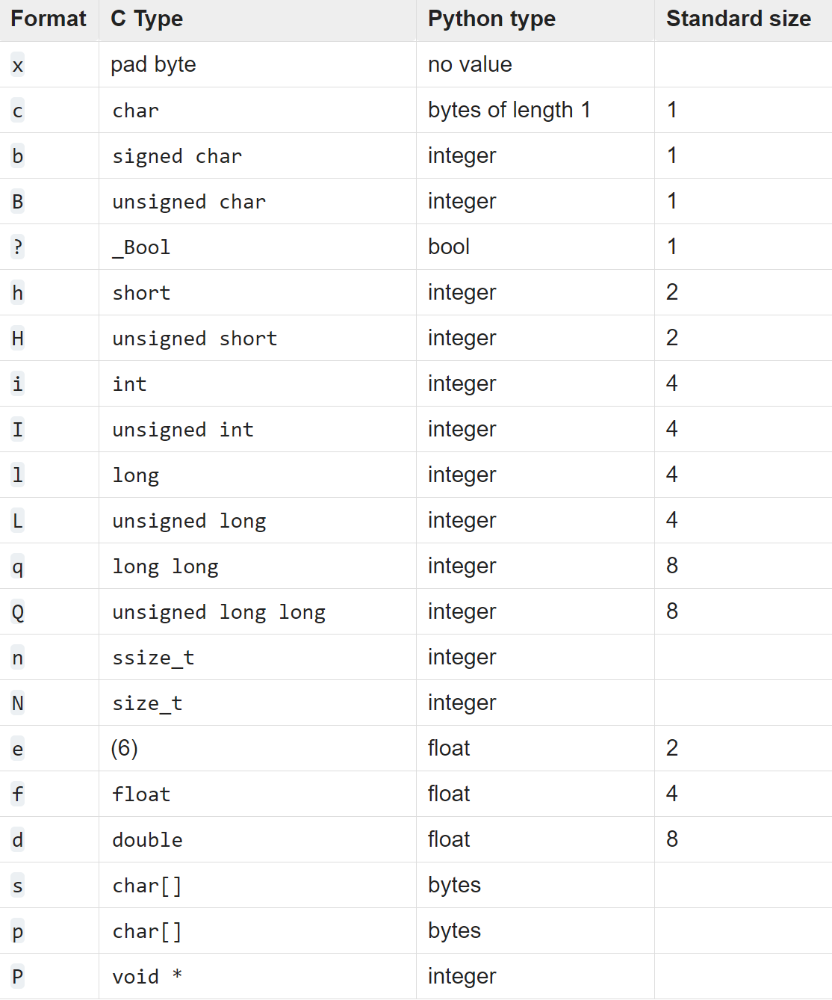 Format C Type Python type Standard size
x pad byte no value
c char bytes of length 1 1
b signed char integer 1
B unsigned char integer 1
? _Bool bool 1
h short integer 2
H unsigned short integer 2
i int integer 4
I unsigned int integer 4
l long integer 4
L unsigned long integer 4
q long long integer 8
Q unsigned long long integer 8
n ssize_t integer
N size_t integer
e (6) float 2
f float float 4
d double float 8
s char[] bytes
p char[] bytes
P void * integer